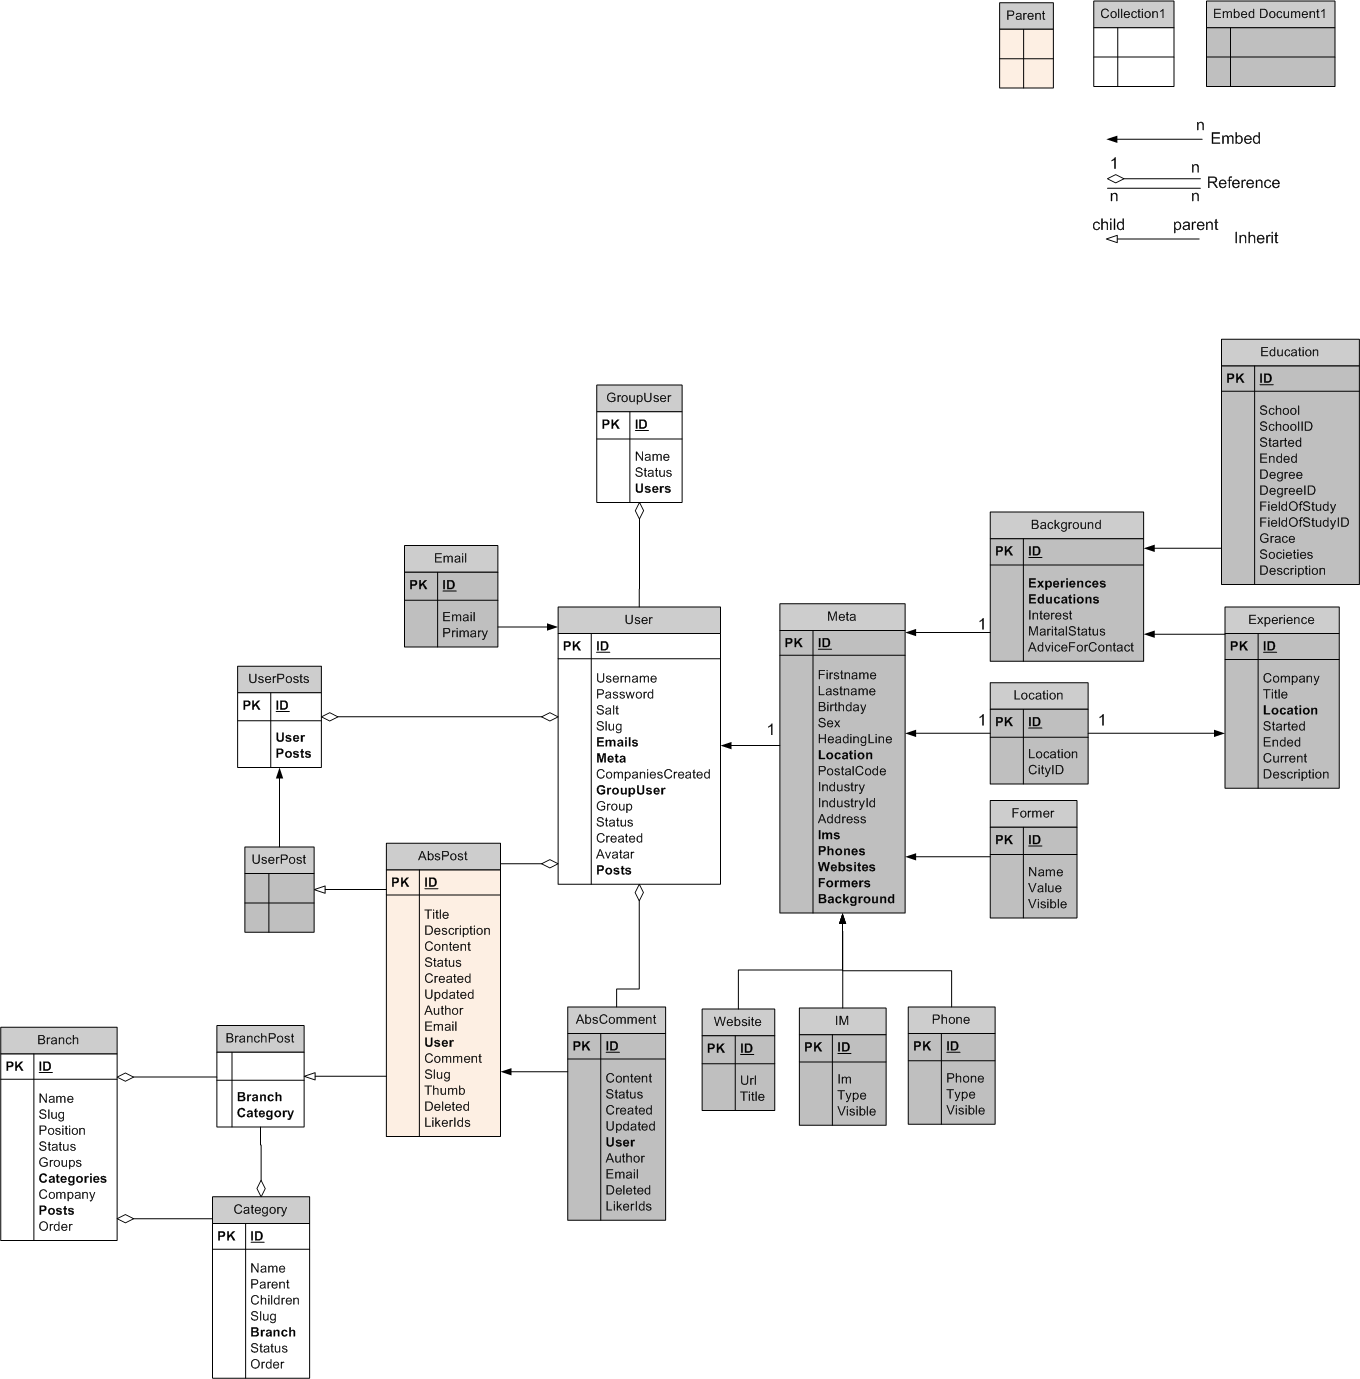 Parent
Collection1
Embed Document1
n
Embed
1
n
Reference
n
n
child
parent
Inherit
Education
PK
ID
School
SchoolID
Started
Ended
Degree
DegreeID
FieldOfStudy
FieldOfStudyID
Grace
Societies
Description
GroupUser
PK
ID
Name
Status
Users
Background
PK
ID
Experiences
Educations
Interest
MaritalStatus
AdviceForContact
1
Email
PK
ID
Email
Primary
User
PK
ID
Username
Password
Salt
Slug
Emails
Meta
CompaniesCreated
GroupUser
Group
Status
Created
Avatar
Posts
1
Meta
PK
ID
Firstname
Lastname
Birthday
Sex
HeadingLine
Location
PostalCode
Industry
IndustryId
Address
Ims
Phones
Websites
Formers
Background
Experience
PK
ID
Company
Title
Location
Started
Ended
Current
Description
1
Location
PK
ID
Location
CityID
1
Former
PK
ID
Name
Value
Visible
UserPosts
PK
ID
User
Posts
UserPost
AbsPost
PK
ID
Title
Description
Content
Status
Created
Updated
Author
Email
User
Comment
Slug
Thumb
Deleted
LikerIds
AbsComment
PK
ID
Content
Status
Created
Updated
User
Author
Email
Deleted
LikerIds
Website
PK
ID
Url
Title
IM
PK
ID
Im
Type
Visible
Phone
PK
ID
Phone
Type
Visible
Branch
PK
ID
Name
Slug
Position
Status
Groups
Categories
Company
Posts
Order
BranchPost
Branch
Category
Category
PK
ID
Name
Parent
Children
Slug
Branch
Status
Order